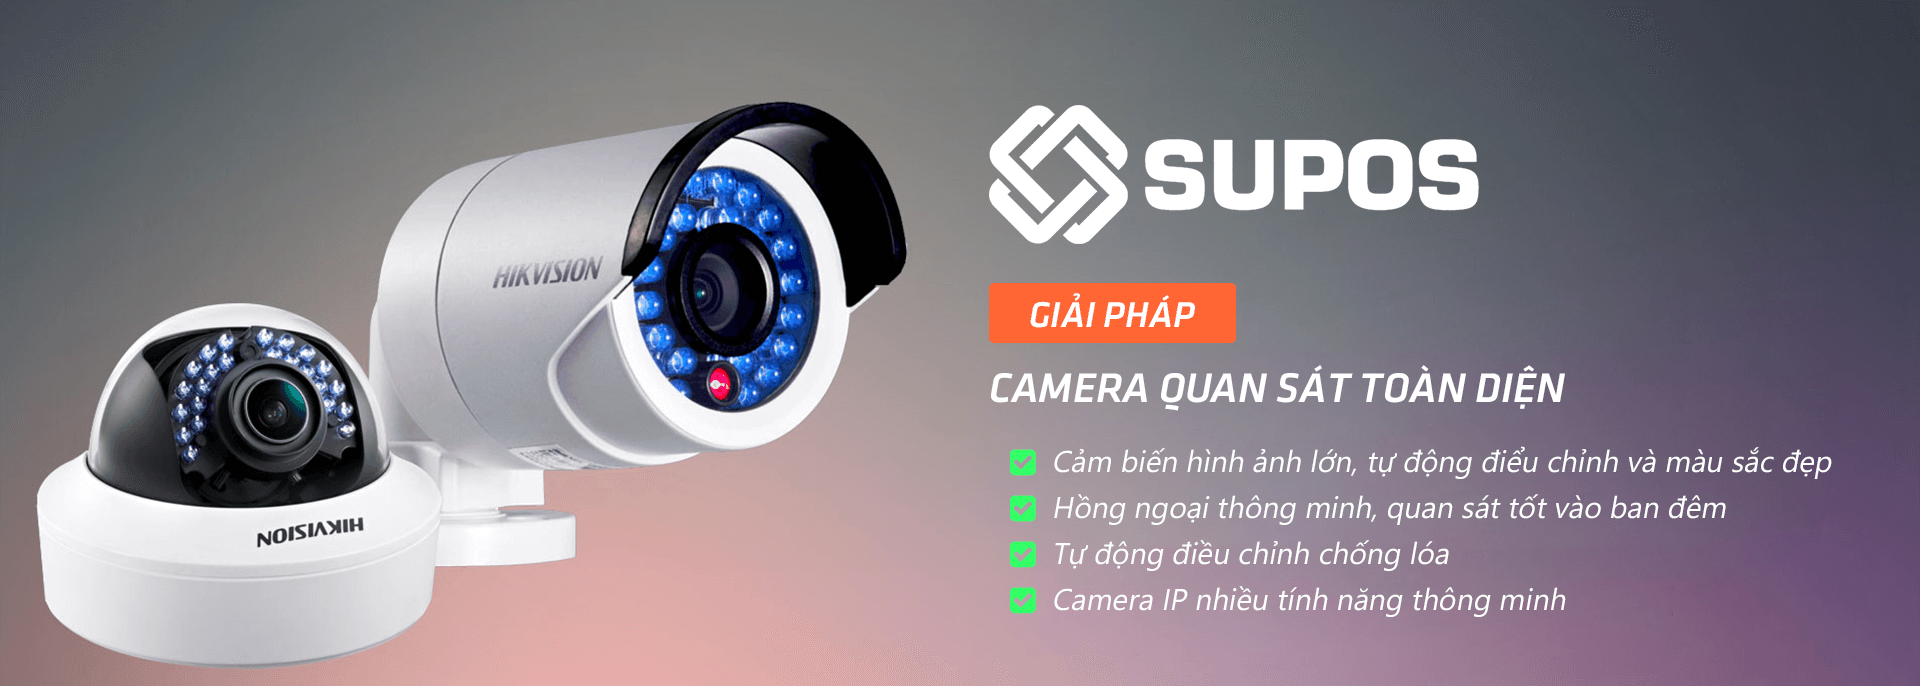 SUPOS
HIKVISION
GIẢI PHÁP
CAMERA QUAN SÁT TOÀN DIỆN
Cảm biến hình ảnh lớn, tự động điểu chỉnh và màu sắc đẹp
Hồng ngoại thông minh, quan sát tốt vào ban đêm
HIKVISION
Tự động điều chỉnh chống lóa
Camera IP nhiều tính năng thông minh